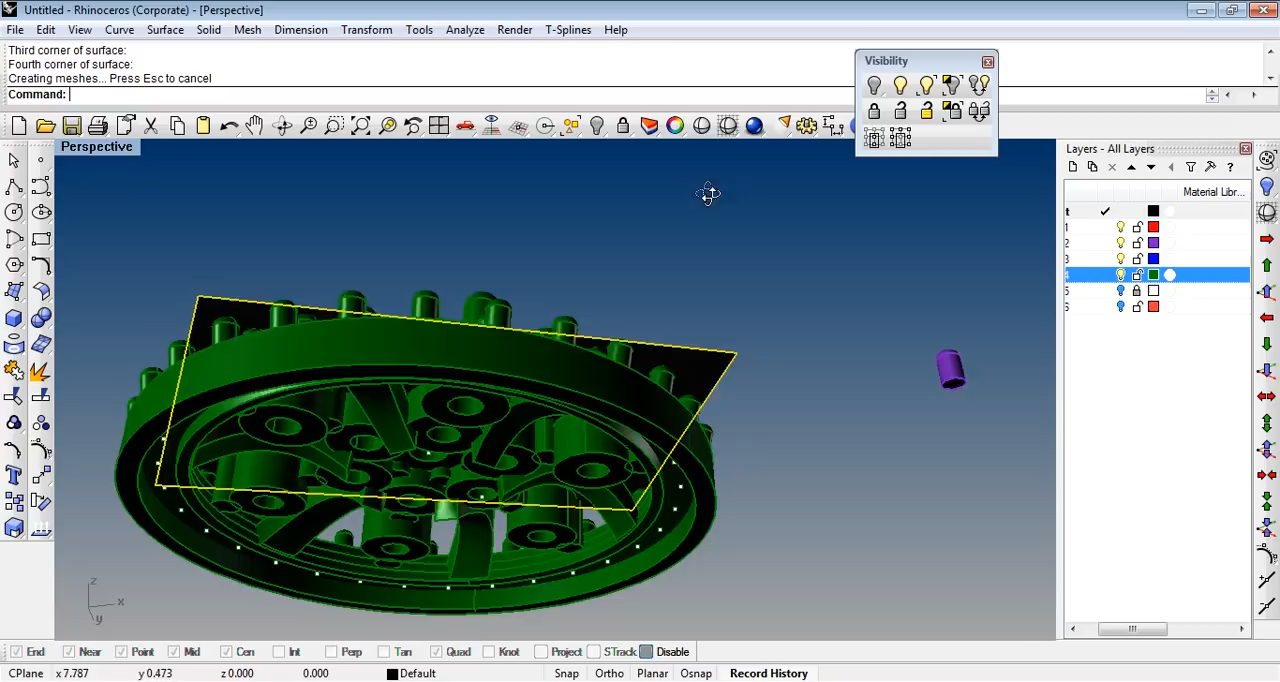 Untitled - Rhinoceros (Corporate) - [Perspective]
File Edit View Curve Surface Solid Mesh Dimension Transform Tools Analyze Render T-Splines Help
Third corner of surface:
Fourth corner of surface:
Creating meshes... Press Esc to cancel
Command:
Visibility
Perspective
Layers - All Layers
Material Libr...
t
1
2
3
4
5
6
z
x
y
End Near Point Mid Cen Int Perp Tan Quad Knot Project STrack Disable
CPlane x 7.787 y 0.473 z 0.000 0.000 Default Snap Ortho Planar Osnap Record History